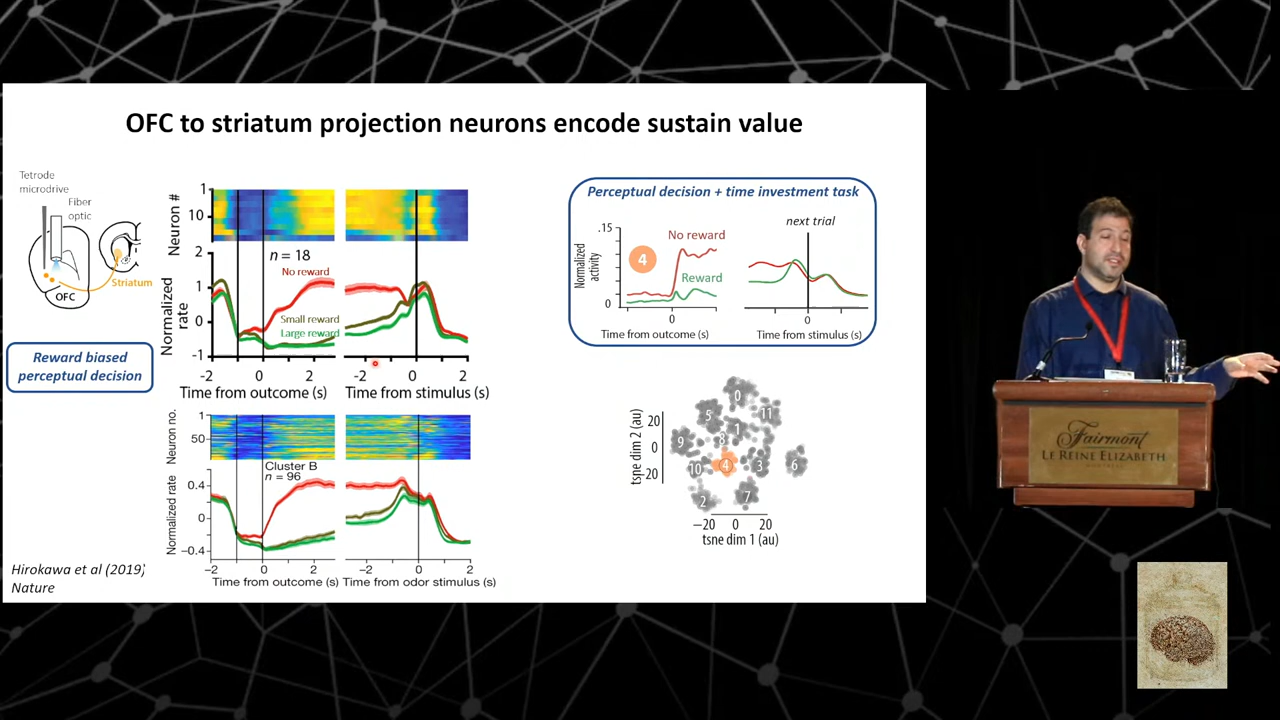 OFC to striatum projection neurons encode sustain value
Tetrode
microdrive
Fiber
optic
OFC
Striatum
Reward biased
perceptual decision
Neuron #
1
10
2
1
0
-1
Normalized
rate
n = 18
No reward
Small reward
Large reward
-2 0 2 -2 0 2
Time from outcome (s) Time from stimulus (s)
Neuron no.
1
50
Cluster B
n = 96
Normalized rate
0.4
0
−0.4
−2 0 2 −2 0 2
Time from outcome (s) Time from odor stimulus (s)
Hirokawa et al (2019)
Nature
Perceptual decision + time investment task
next trial
.15
0
Normalized
activity
4
No reward
Reward
0 0
Time from outcome (s) Time from stimulus (s)
tsne dim 2 (au)
20
0
−20
0
5
11
1
9
8
4
10
3
6
2
7
−20 0 20
tsne dim 1 (au)
Fairmont
LE REINE ELIZABETH